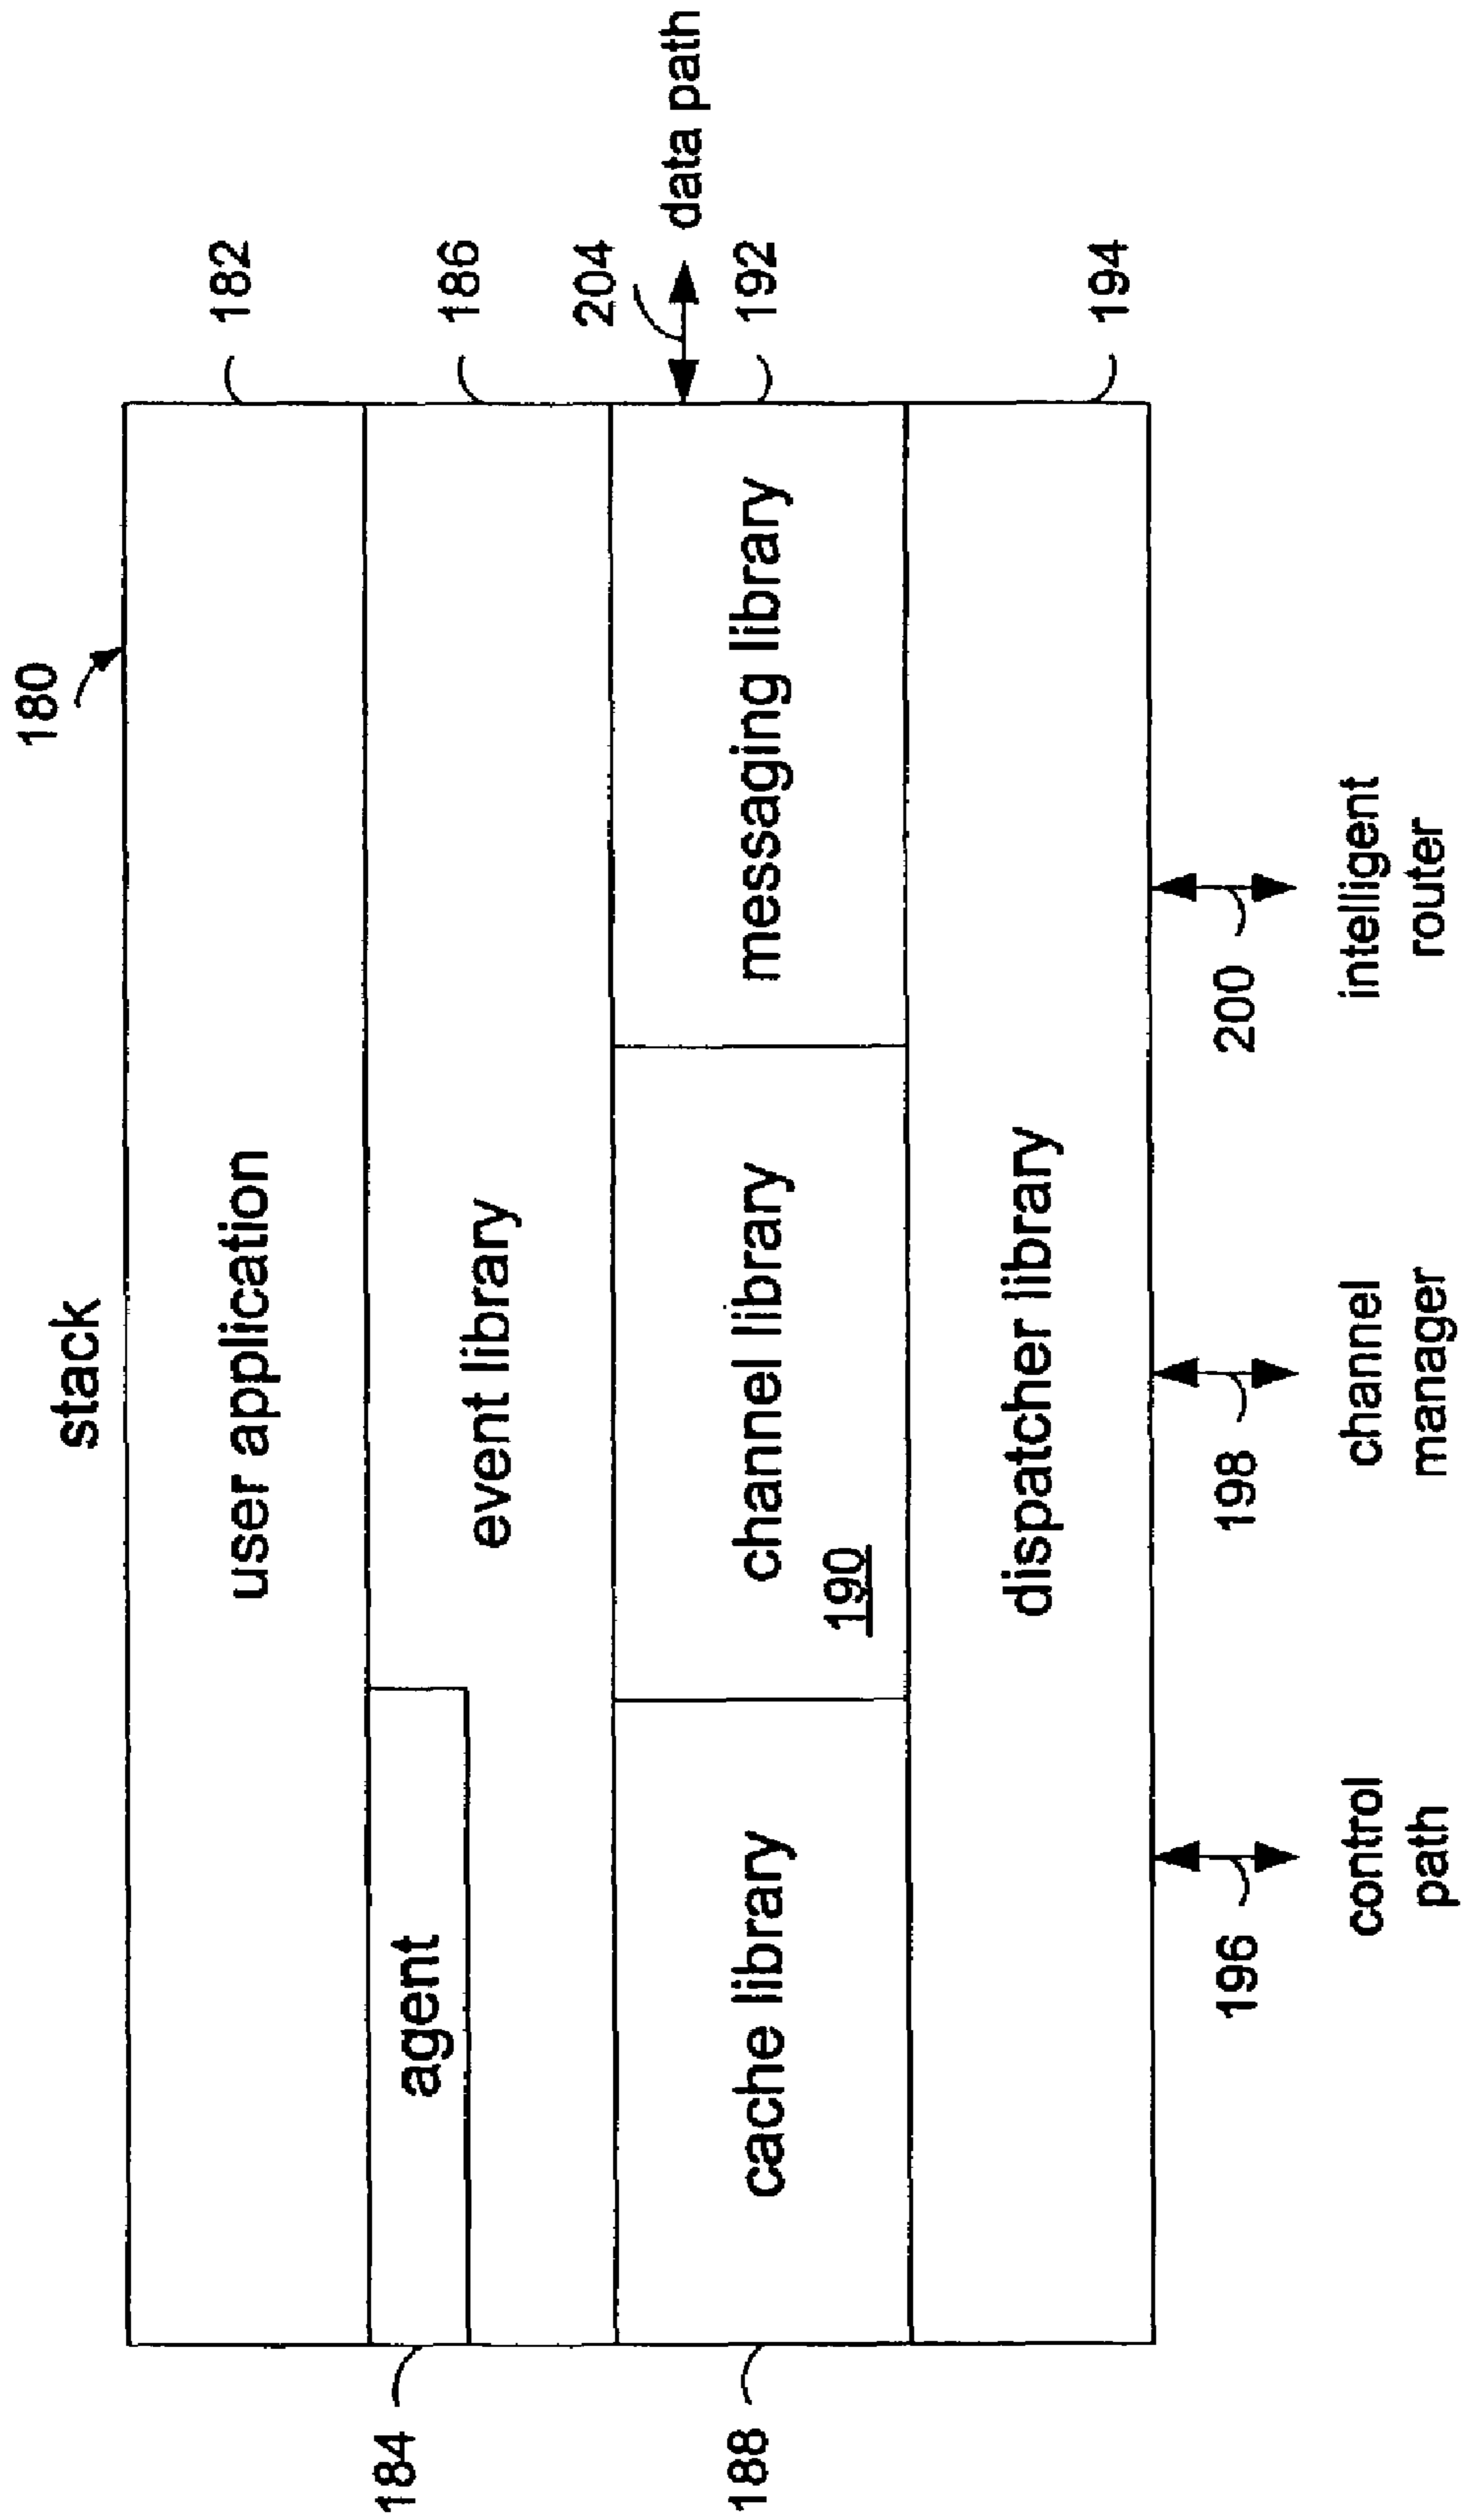 stack
180
user application
182
184
agent
event library
186
204
data path
188
cache library
channel library
190
messaging library
192
dispatcher library
194
196
198
200
control
path
channel
manager
intelligent
router